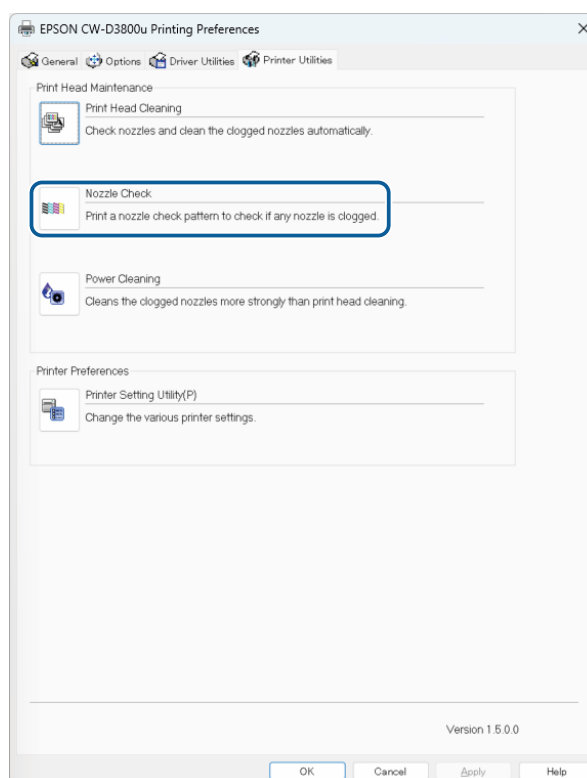 EPSON CW-D3800u Printing Preferences
General Options Driver Utilities Printer Utilities
Print Head Maintenance
Print Head Cleaning
Check nozzles and clean the clogged nozzles automatically.
Nozzle Check
Print a nozzle check pattern to check if any nozzle is clogged.
Power Cleaning
Cleans the clogged nozzles more strongly than print head cleaning.
Printer Preferences
Printer Setting Utility(P)
Change the various printer settings.
Version 1.5.0.0
OK Cancel Apply Help